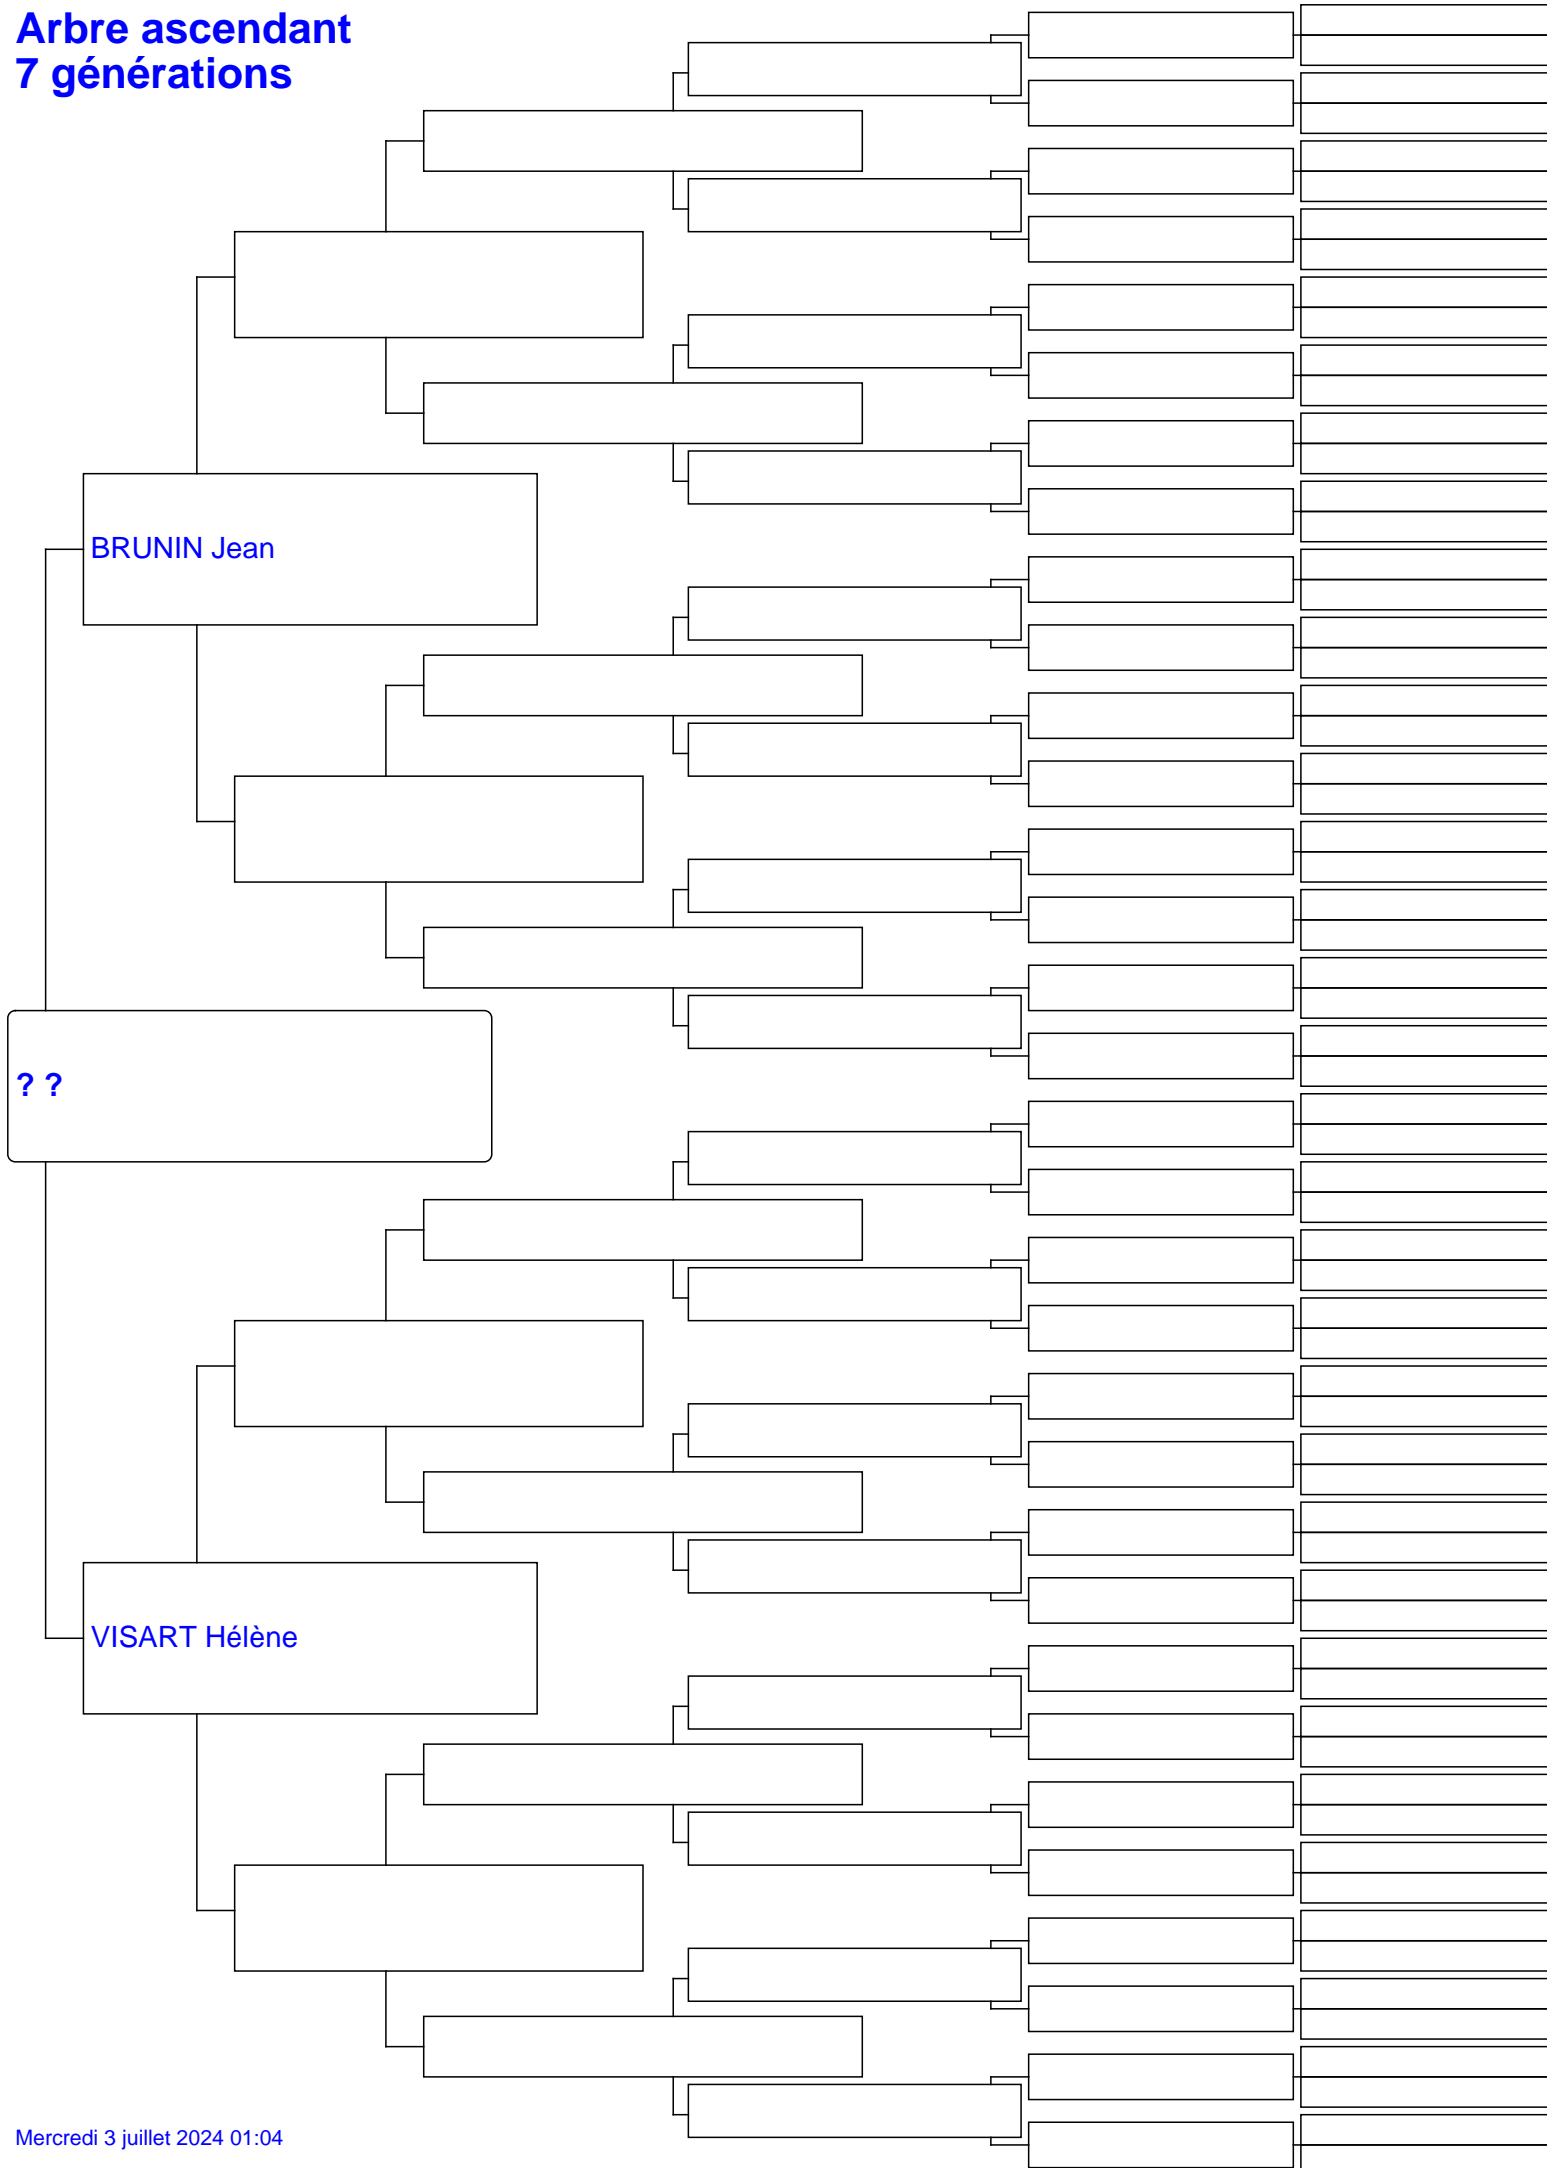 Arbre ascendant
7 générations
BRUNIN Jean
? ?
VISART Hélène
Mercredi 3 juillet 2024 01:04